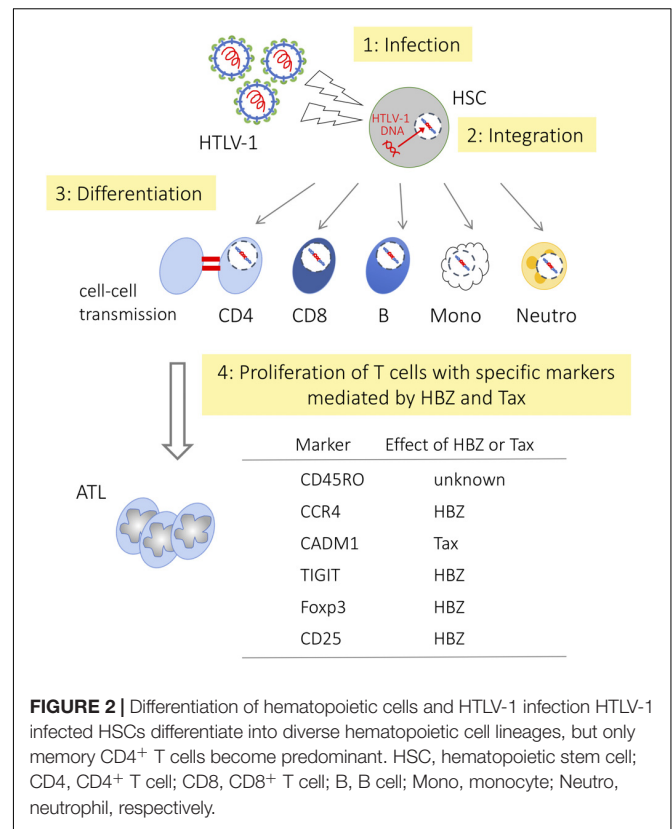 1: Infection
HTLV-1
HSC
HTLV-1
DNA
2: Integration
3: Differentiation
cell-cell
transmission
CD4 CD8 B Mono Neutro
4: Proliferation of T cells with specific markers
mediated by HBZ and Tax
ATL
Marker Effect of HBZ or Tax
CD45RO unknown
CCR4 HBZ
CADM1 Tax
TIGIT HBZ
Foxp3 HBZ
CD25 HBZ
FIGURE 2 | Differentiation of hematopoietic cells and HTLV-1 infection HTLV-1
infected HSCs differentiate into diverse hematopoietic cell lineages, but only
memory CD4⁺ T cells become predominant. HSC, hematopoietic stem cell;
CD4, CD4⁺ T cell; CD8, CD8⁺ T cell; B, B cell; Mono, monocyte; Neutro,
neutrophil, respectively.